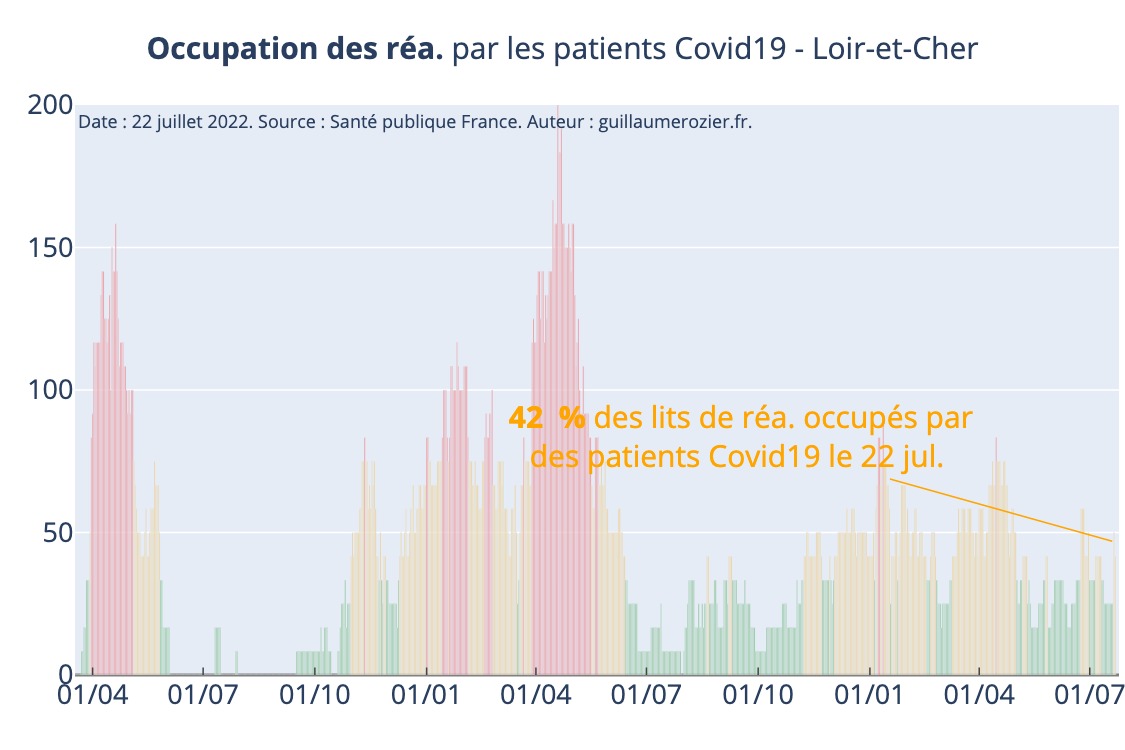 Occupation des réa. par les patients Covid19 - Loir-et-Cher
200
Date : 22 juillet 2022. Source : Santé publique France. Auteur : guillaumerozier.fr.
150
100
42 % des lits de réa. occupés par
des patients Covid19 le 22 jul.
50
0
01/04 01/07 01/10 01/01 01/04 01/07 01/10 01/01 01/04 01/07